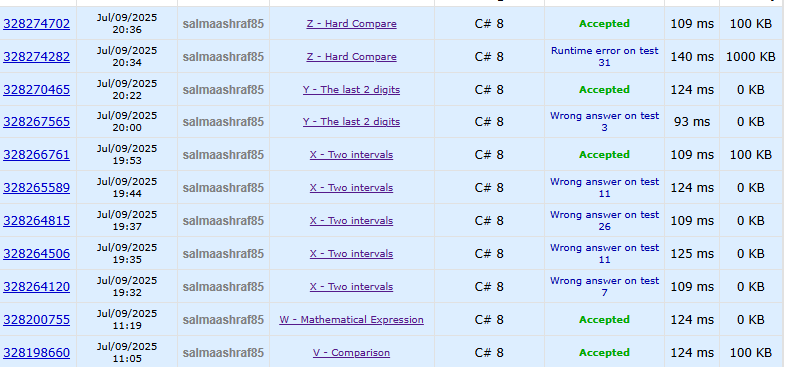 328274702 Jul/09/2025 20:36 salmaashraf85 Z - Hard Compare C# 8 Accepted 109 ms 100 KB
328274282 Jul/09/2025 20:34 salmaashraf85 Z - Hard Compare C# 8 Runtime error on test 31 140 ms 1000 KB
328270465 Jul/09/2025 20:22 salmaashraf85 Y - The last 2 digits C# 8 Accepted 124 ms 0 KB
328267565 Jul/09/2025 20:00 salmaashraf85 Y - The last 2 digits C# 8 Wrong answer on test 3 93 ms 0 KB
328266761 Jul/09/2025 19:53 salmaashraf85 X - Two intervals C# 8 Accepted 109 ms 100 KB
328265589 Jul/09/2025 19:44 salmaashraf85 X - Two intervals C# 8 Wrong answer on test 11 124 ms 0 KB
328264815 Jul/09/2025 19:37 salmaashraf85 X - Two intervals C# 8 Wrong answer on test 26 109 ms 0 KB
328264506 Jul/09/2025 19:35 salmaashraf85 X - Two intervals C# 8 Wrong answer on test 11 125 ms 0 KB
328264120 Jul/09/2025 19:32 salmaashraf85 X - Two intervals C# 8 Wrong answer on test 7 109 ms 0 KB
328200755 Jul/09/2025 11:19 salmaashraf85 W - Mathematical Expression C# 8 Accepted 124 ms 0 KB
328198660 Jul/09/2025 11:05 salmaashraf85 V - Comparison C# 8 Accepted 124 ms 100 KB